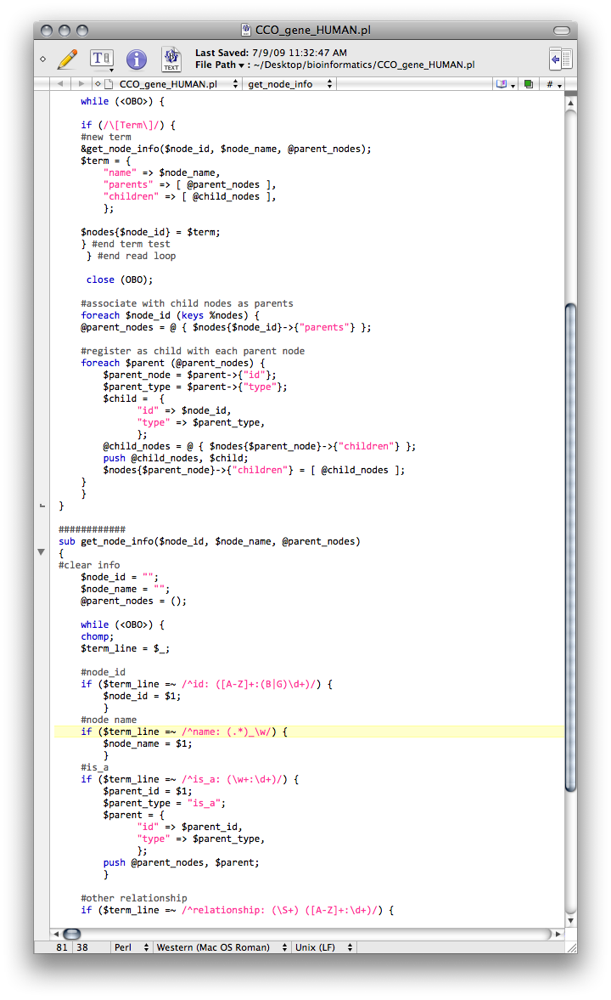 CCO_gene_HUMAN.pl
Last Saved: 7/9/09 11:32:47 AM
File Path ▾ : ~/Desktop/bioinformatics/CCO_gene_HUMAN.pl
TEXT
CCO_gene_HUMAN.pl get_node_info #
while (<OBO>) {
if (/\[Term\]/) {
#new term
&get_node_info($node_id, $node_name, @parent_nodes);
$term = {
"name" => $node_name,
"parents" => [ @parent_nodes ],
"children" => [ @child_nodes ],
};
$nodes{$node_id} = $term;
} #end term test
} #end read loop
close (OBO);
#associate with child nodes as parents
foreach $node_id (keys %nodes) {
@parent_nodes = @ { $nodes{$node_id}->{"parents"} };
#register as child with each parent node
foreach $parent (@parent_nodes) {
$parent_node = $parent->{"id"};
$parent_type = $parent->{"type"};
$child =  {
"id" => $node_id,
"type" => $parent_type,
};
@child_nodes = @ { $nodes{$parent_node}->{"children"} };
push @child_nodes, $child;
$nodes{$parent_node}->{"children"} = [ @child_nodes ];
}
}
}
############
sub get_node_info($node_id, $node_name, @parent_nodes)
{
#clear info
$node_id = "";
$node_name = "";
@parent_nodes = ();
while (<OBO>) {
chomp;
$term_line = $_;
#node_id
if ($term_line =~ /^id: ([A-Z]+:(B|G)\d+)/) {
$node_id = $1;
}
#node name
if ($term_line =~ /^name: (.*)_\w/) {
$node_name = $1;
}
#is_a
if ($term_line =~ /^is_a: (\w+:\d+)/) {
$parent_id = $1;
$parent_type = "is_a";
$parent = {
"id" => $parent_id,
"type" => $parent_type,
};
push @parent_nodes, $parent;
}
#other relationship
if ($term_line =~ /^relationship: (\S+) ([A-Z]+:\d+)/) {
81 38 Perl Western (Mac OS Roman) Unix (LF)